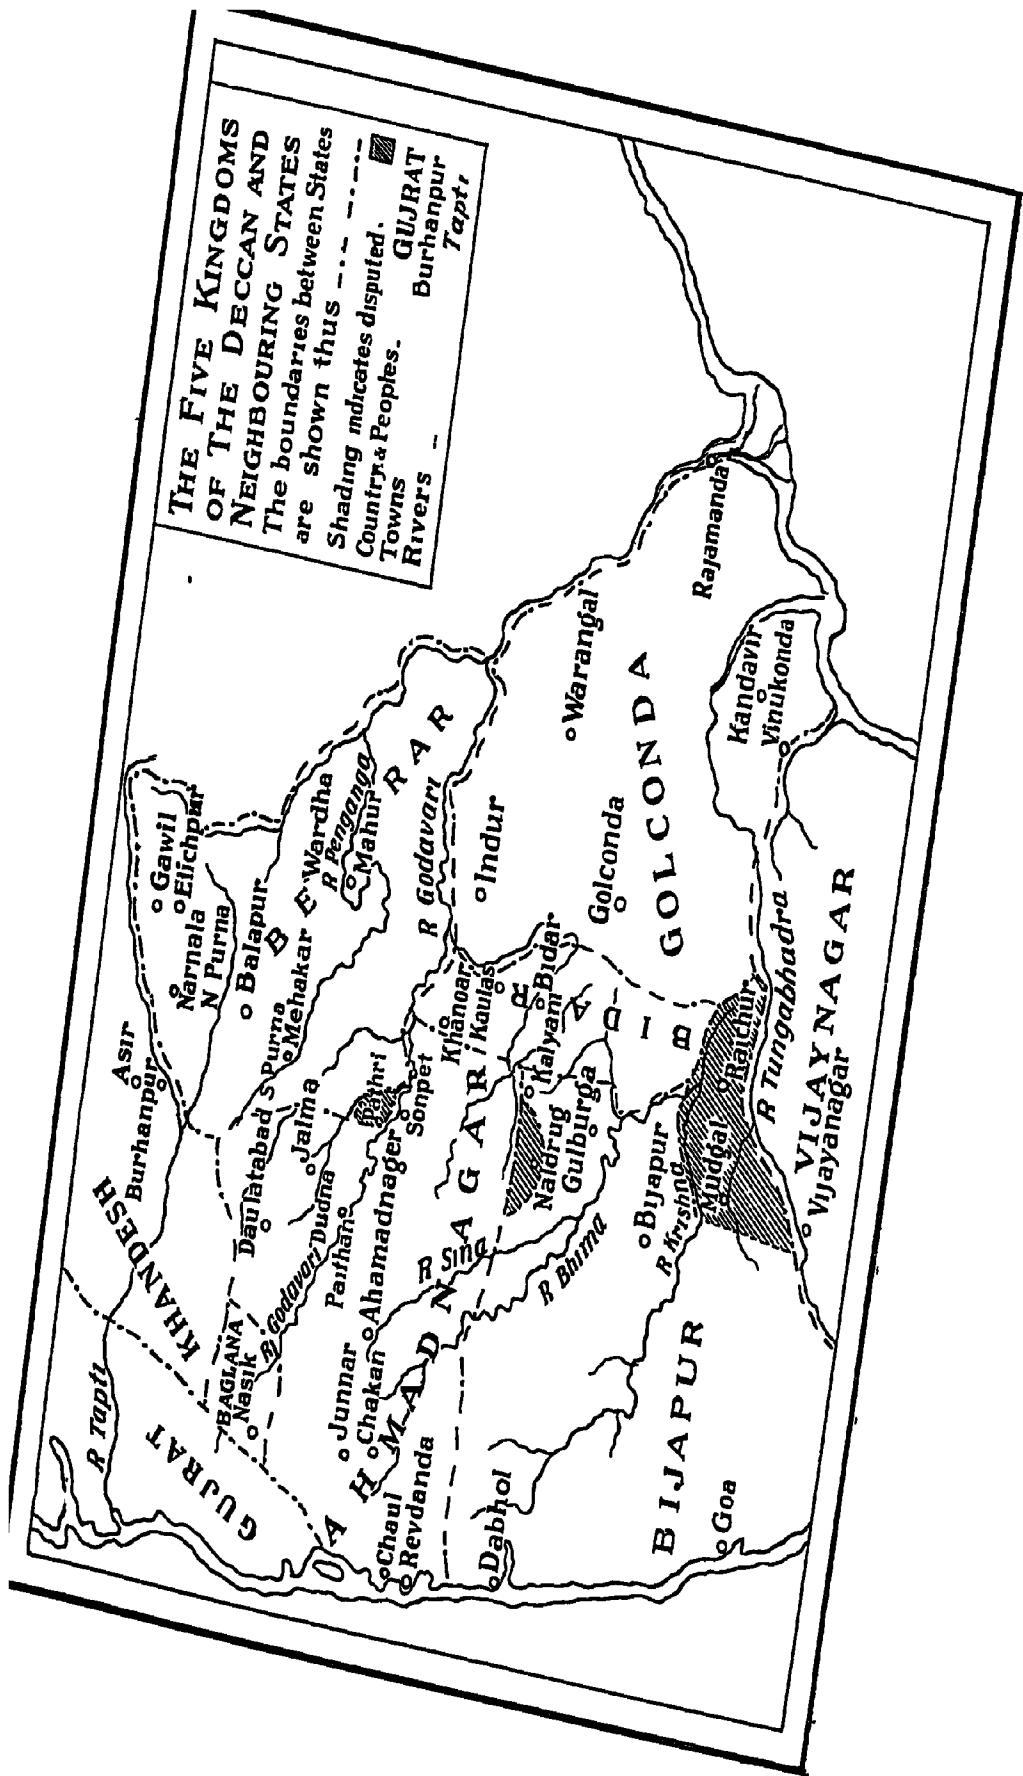 THE FIVE KINGDOMS
OF THE DECCAN AND
NEIGHBOURING STATES
The boundaries between States
are shown thus
Shading indicates disputed.
Country & Peoples. GUJRAT
Towns Burhanpur
Rivers Tapti
R Tapti
KHANDESH
Burhanpur
Asir
Gawil
Elichpur
Narnala
N Purna
Balapur
BERAR
Wardha
R Penganga
Mahur
Mehakar
S Purna
GUJRAT
BAGLANA
Nasik
Daulatabad
Jalma
R Godavari
Dudna
Paithan
Pathri
Sonpet
R Godavari
Indur
Warangal
Junnar
Chakan
Ahamadnager
AHMADNAGAR
R Sina
Khanoar
Kaulas
BIDAR
Bidar
Kalyani
Golconda
GOLCONDA
Rajamanda
Chaul
Revdanda
Dabhol
R Bhima
Naldrug
Gulburga
Bijapur
R Krishna
Mudgal
Raichur
R Tungabhadra
Kandavir
Vinukonda
BIJAPUR
Goa
VIJAYNAGAR
Vijayanagar